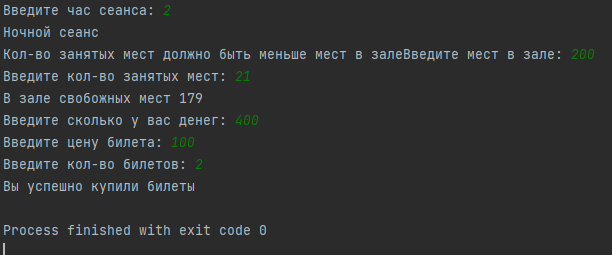 Введите час сеанса: 2
Ночной сеанс
Кол-во занятых мест должно быть меньше мест в залеВведите мест в зале: 200
Введите кол-во занятых мест: 21
В зале свобожных мест 179
Введите сколько у вас денег: 400
Введите цену билета: 100
Введите кол-во билетов: 2
Вы успешно купили билеты
Process finished with exit code 0